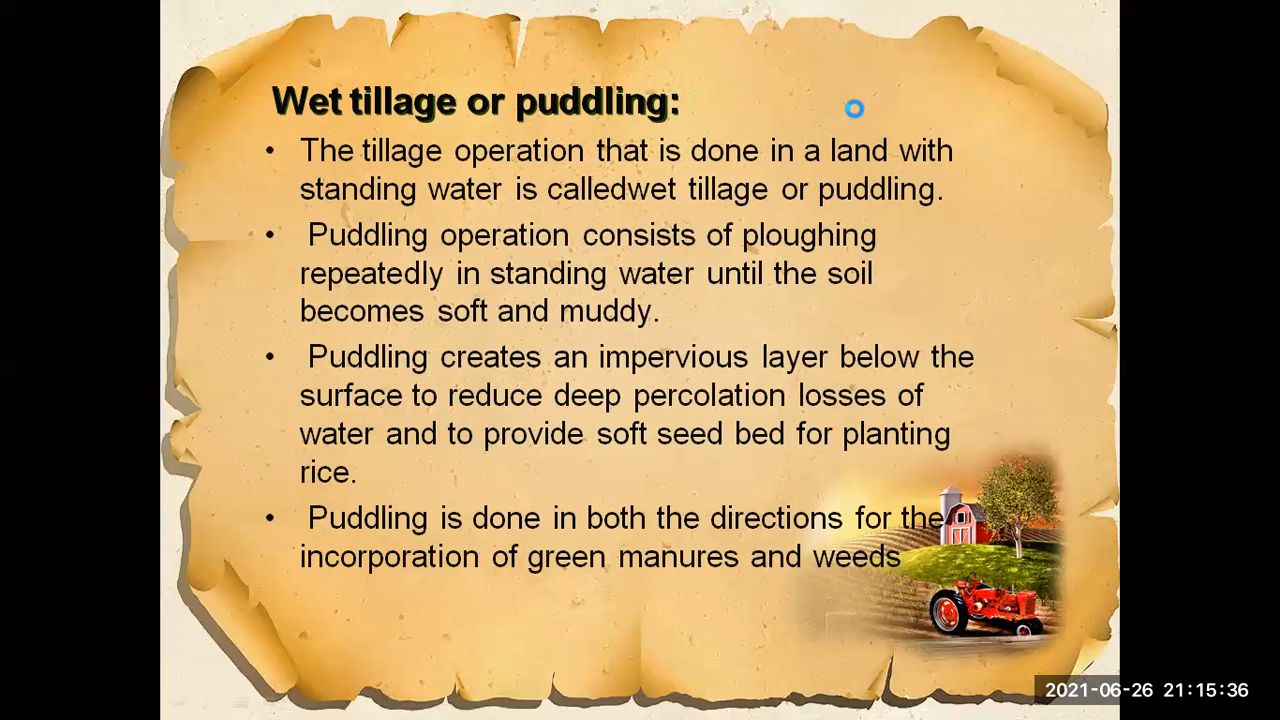 Wet tillage or puddling:
• The tillage operation that is done in a land with
standing water is calledwet tillage or puddling.
• Puddling operation consists of ploughing
repeatedly in standing water until the soil
becomes soft and muddy.
• Puddling creates an impervious layer below the
surface to reduce deep percolation losses of
water and to provide soft seed bed for planting
rice.
• Puddling is done in both the directions for the
incorporation of green manures and weeds
2021-06-26 21:15:36